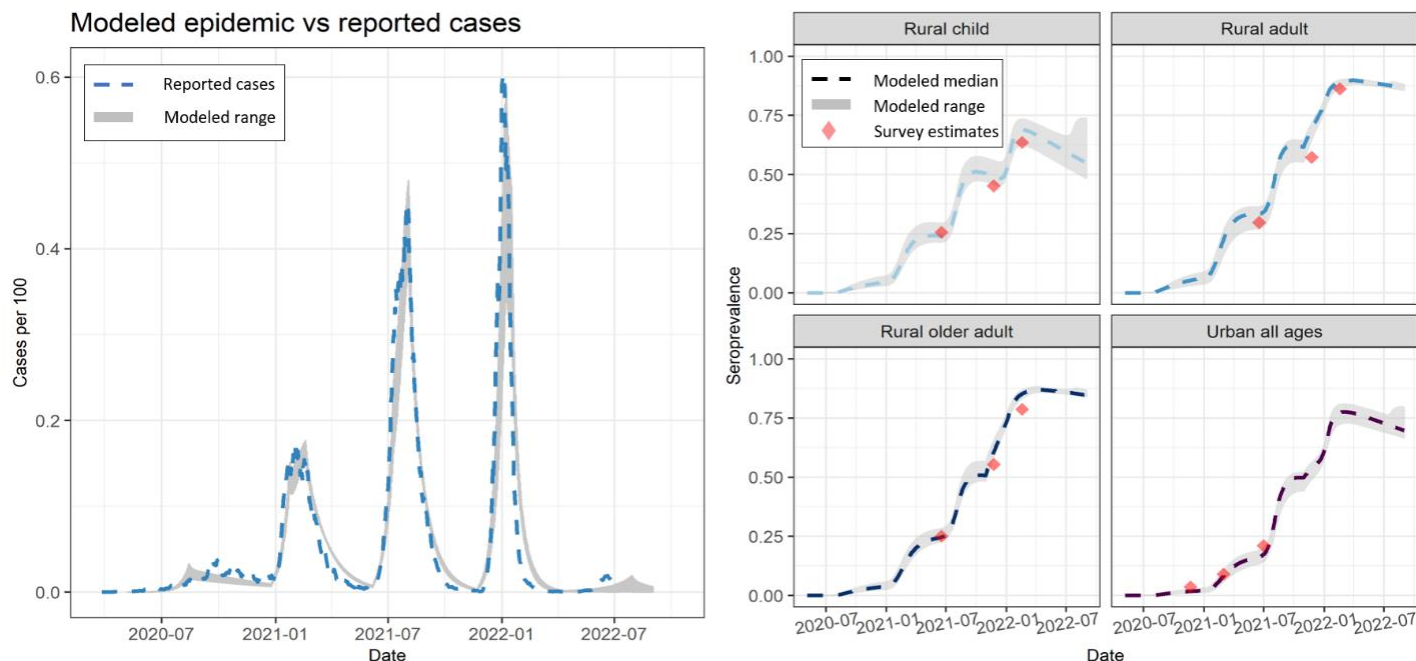 Modeled epidemic vs reported cases
Reported cases
Modeled range
0.6
0.4
0.2
0.0
Cases per 100
2020-07
2021-01
2021-07
2022-01
2022-07
Date
Rural child
Rural adult
Modeled median
Modeled range
Survey estimates
1.00
0.75
0.50
0.25
0.00
Seroprevalence
Rural older adult
Urban all ages
1.00
0.75
0.50
0.25
0.00
2020-07
2021-01
2021-07
2022-01
2022-07
2020-07
2021-01
2021-07
2022-01
2022-07
Date